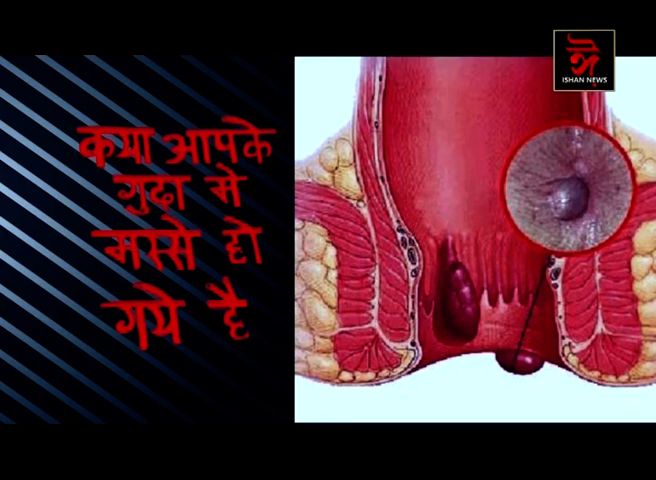 क्या आपके
गुदा मे
मस्से हो
गये है
ई
ISHAN NEWS